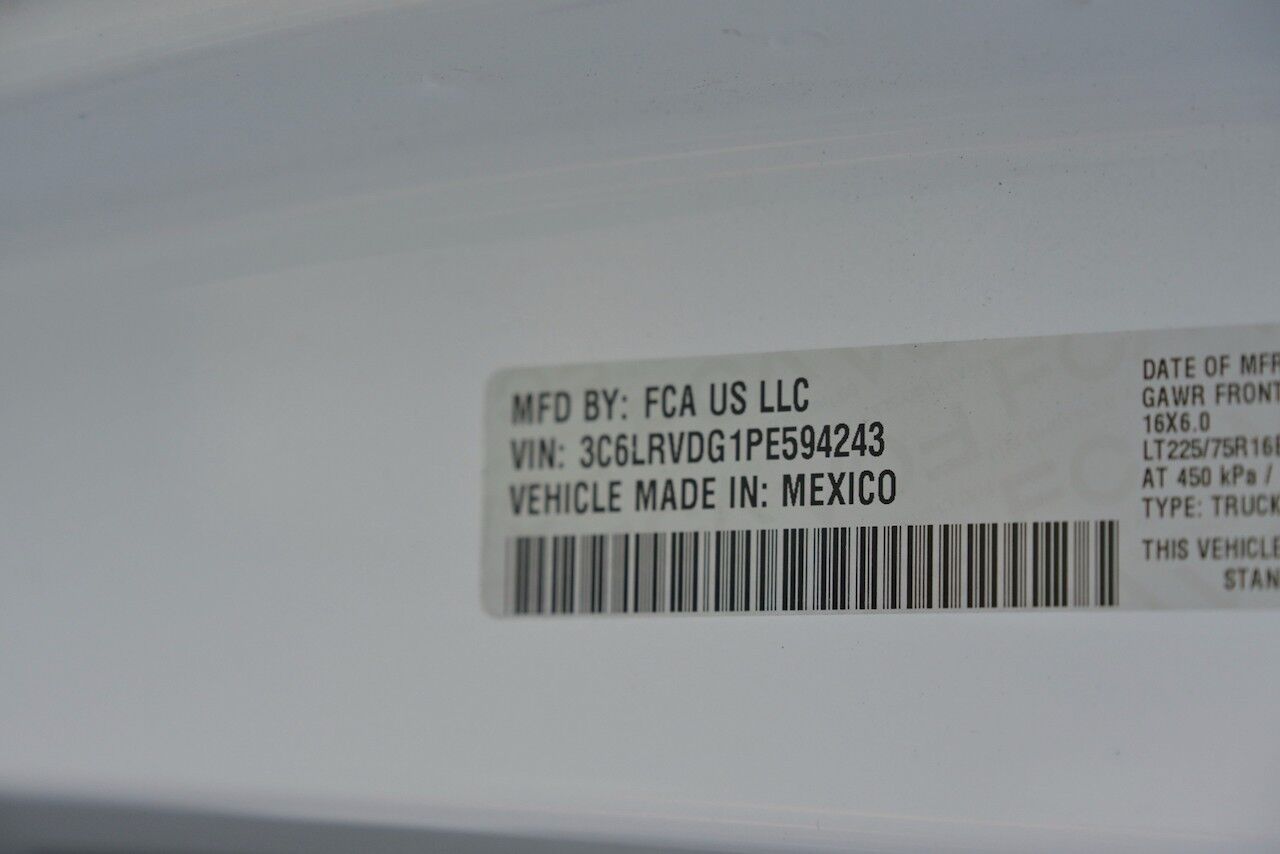 MFD BY: FCA US LLC
VIN: 3C6LRVDG1PE594243
VEHICLE MADE IN: MEXICO
DATE OF MFR
GAWR FRONT
16X6.0
LT225/75R16E
AT 450 kPa /
TYPE: TRUCK
THIS VEHICLE
STAN